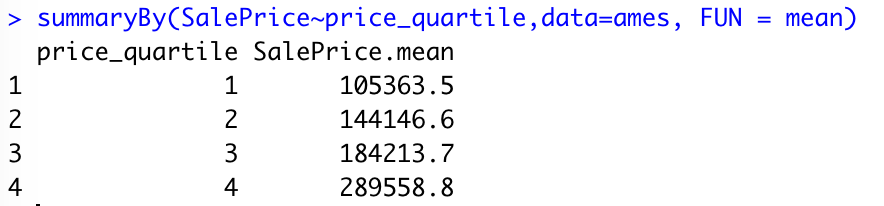 > summaryBy(SalePrice~price_quartile,data=ames, FUN = mean)
price_quartile SalePrice.mean
1 1 105363.5
2 2 144146.6
3 3 184213.7
4 4 289558.8